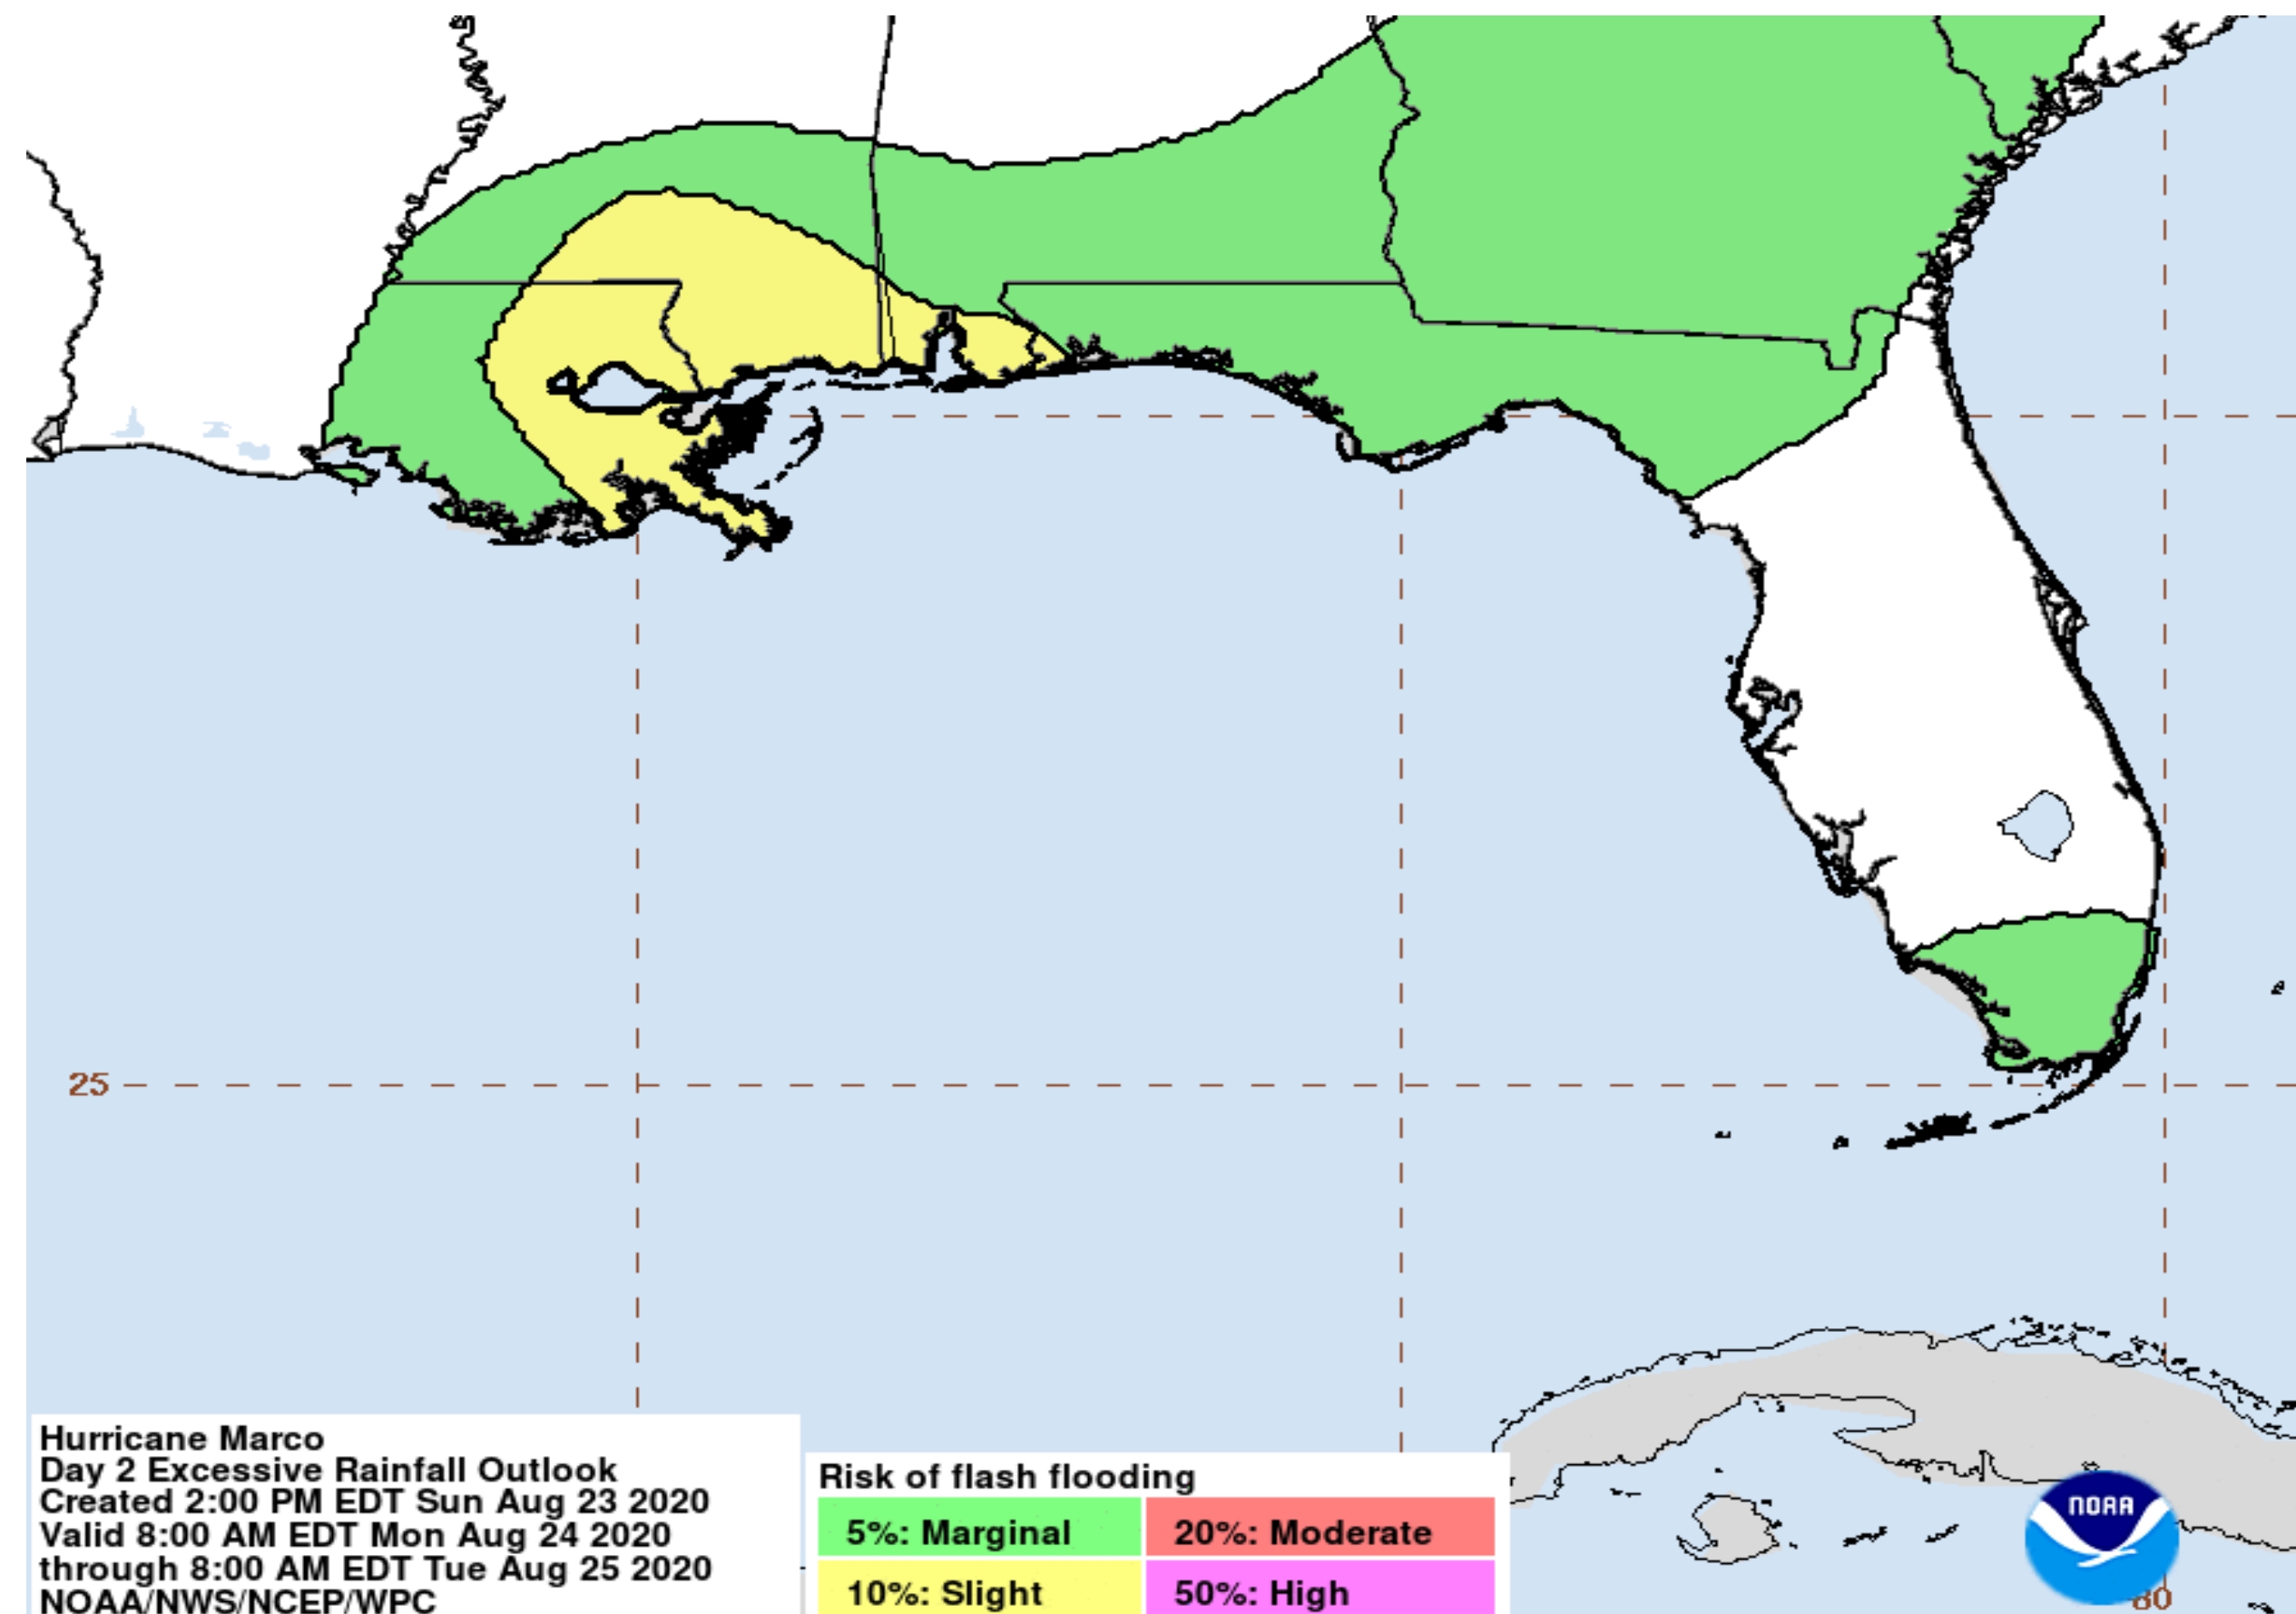 25
Hurricane Marco
Day 2 Excessive Rainfall Outlook
Created 2:00 PM EDT Sun Aug 23 2020
Valid 8:00 AM EDT Mon Aug 24 2020
through 8:00 AM EDT Tue Aug 25 2020
NOAA/NWS/NCEP/WPC
Risk of flash flooding
5%: Marginal
20%: Moderate
10%: Slight
50%: High
NOAA
80